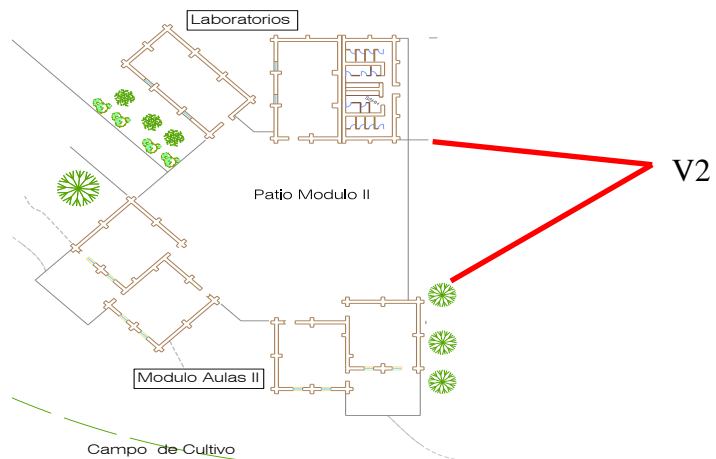 Laboratorios
Patio Modulo II
V2
Modulo Aulas II
Campo de Cultivo